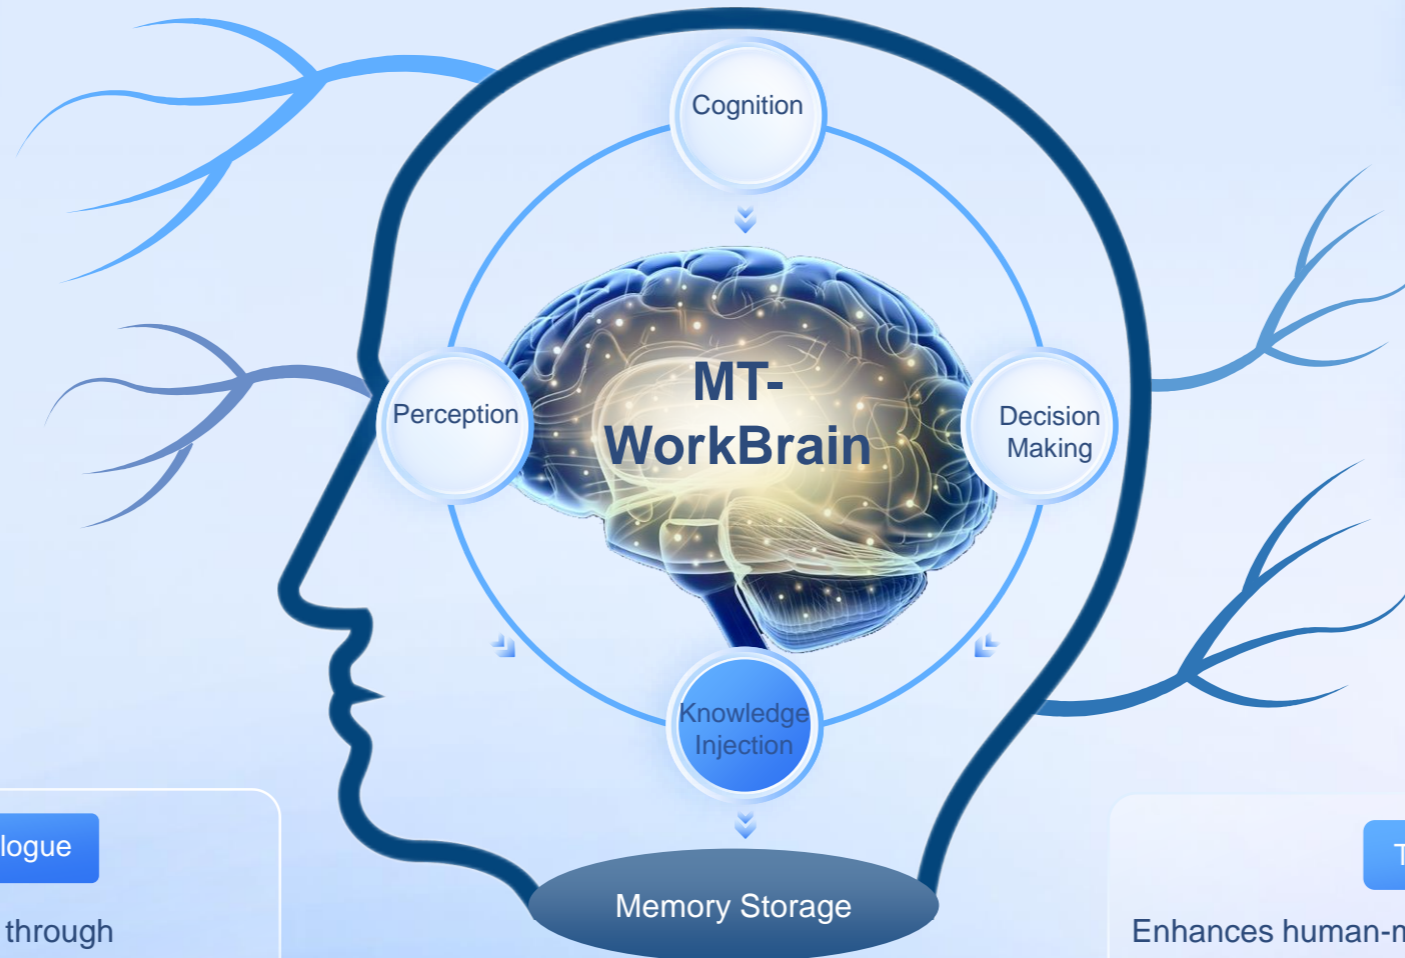 Cognition
MT-
WorkBrain
Perception
Decision
Making
Knowledge
Injection
logue
through
Memory Storage
T
Enhances human-m